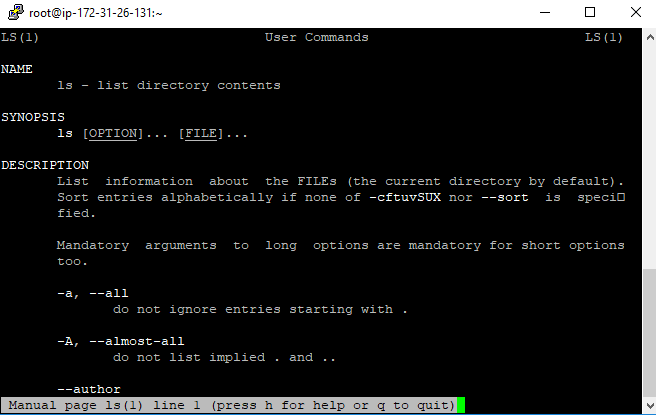 root@ip-172-31-26-131:~
LS(1) User Commands LS(1)
NAME
ls - list directory contents
SYNOPSIS
ls [OPTION]... [FILE]...
DESCRIPTION
List information about the FILEs (the current directory by default).
Sort entries alphabetically if none of -cftuvSUX nor --sort is speci□
fied.
Mandatory arguments to long options are mandatory for short options
too.
-a, --all
do not ignore entries starting with .
-A, --almost-all
do not list implied . and ..
--author
Manual page ls(1) line 1 (press h for help or q to quit)